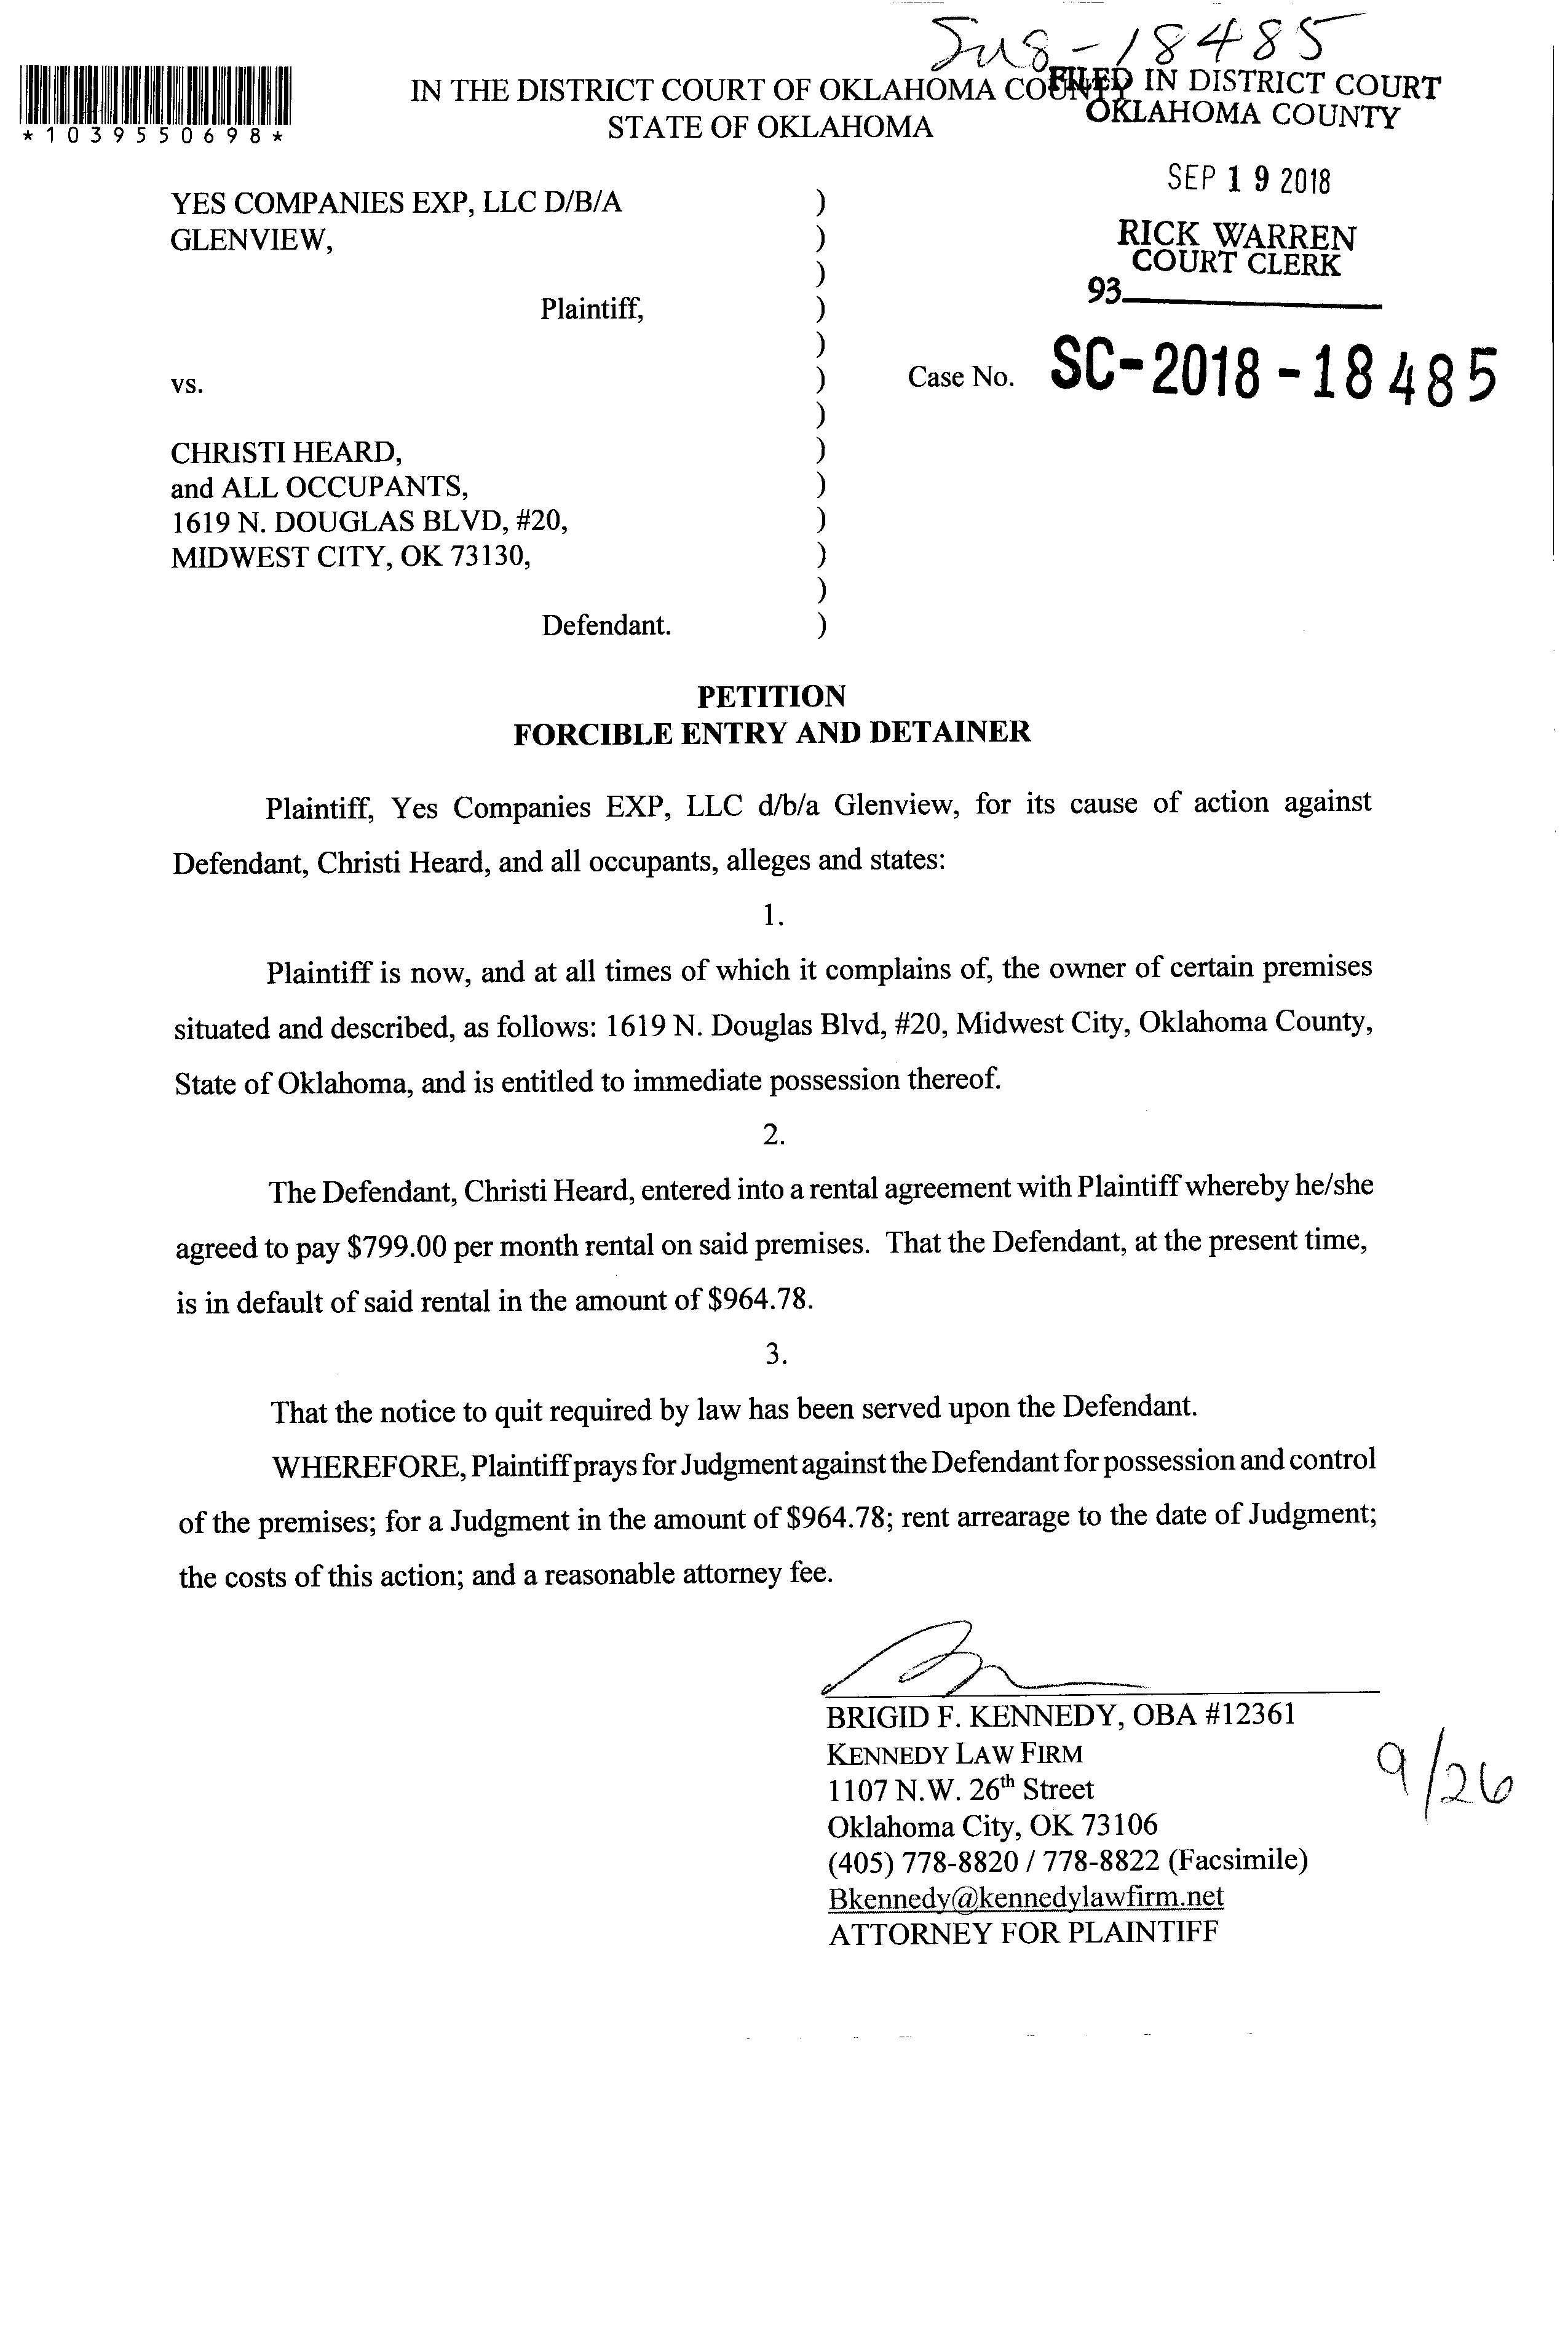 18485
IN THE DISTRICT COURT OF OKLAHOMA COUNTY
STATE OF OKLAHOMA
FILED IN DISTRICT COURT
OKLAHOMA COUNTY
*1039550698*
SEP 19 2018
RICK WARREN
COURT CLERK
93
YES COMPANIES EXP, LLC D/B/A )
GLENVIEW, )
)
Plaintiff, )
)
vs. )
Case No. SC-2018-18485
)
CHRISTI HEARD, )
and ALL OCCUPANTS, )
1619 N. DOUGLAS BLVD, #20, )
MIDWEST CITY, OK 73130, )
)
Defendant. )
PETITION
FORCIBLE ENTRY AND DETAINER
Plaintiff, Yes Companies EXP, LLC d/b/a Glenview, for its cause of action against
Defendant, Christi Heard, and all occupants, alleges and states:
1.
Plaintiff is now, and at all times of which it complains of, the owner of certain premises
situated and described, as follows: 1619 N. Douglas Blvd, #20, Midwest City, Oklahoma County,
State of Oklahoma, and is entitled to immediate possession thereof.
2.
The Defendant, Christi Heard, entered into a rental agreement with Plaintiff whereby he/she
agreed to pay $799.00 per month rental on said premises. That the Defendant, at the present time,
is in default of said rental in the amount of $964.78.
3.
That the notice to quit required by law has been served upon the Defendant.
WHEREFORE, Plaintiff prays for Judgment against the Defendant for possession and control
of the premises; for a Judgment in the amount of $964.78; rent arrearage to the date of Judgment;
the costs of this action; and a reasonable attorney fee.
BRIGID F. KENNEDY, OBA #12361
KENNEDY LAW FIRM
1107 N.W. 26th Street
Oklahoma City, OK 73106
(405) 778-8820 / 778-8822 (Facsimile)
Bkennedy@kennedylawfirm.net
ATTORNEY FOR PLAINTIFF
9/26